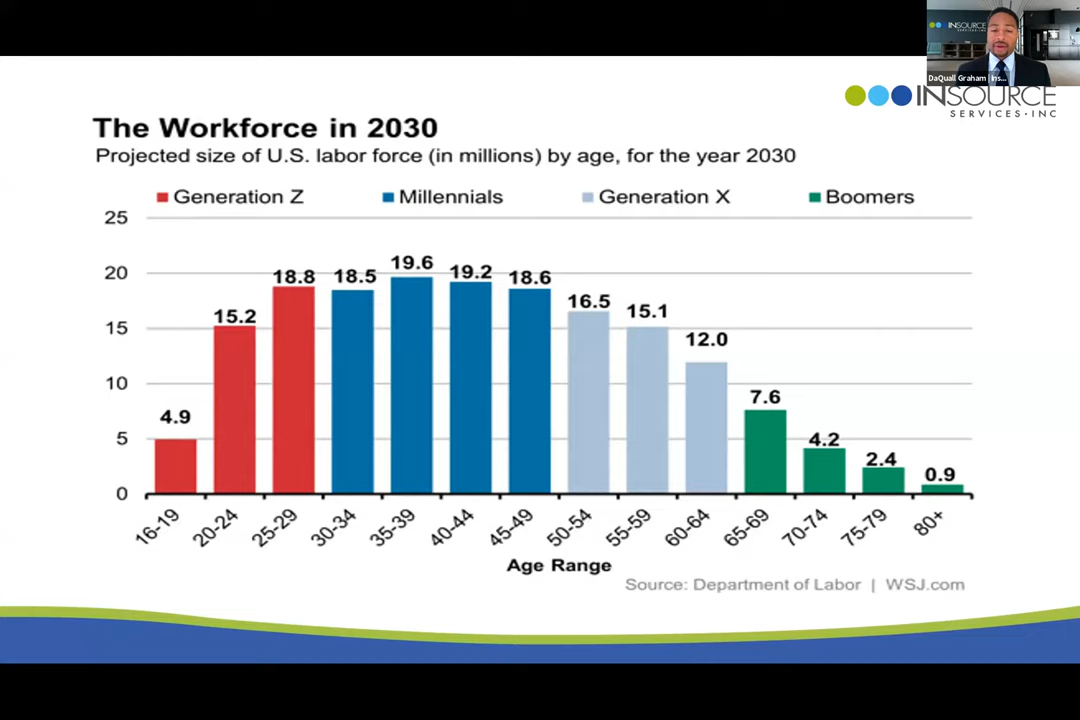 INSOURCE
SERVICES·INC
DaQuall Graham | Ins...
INSOURCE
SERVICES·INC
The Workforce in 2030
Projected size of U.S. labor force (in millions) by age, for the year 2030
Generation Z Millennials Generation X Boomers
25
20
15
10
5
0
4.9 15.2 18.8 18.5 19.6 19.2 18.6 16.5 15.1 12.0 7.6 4.2 2.4 0.9
16-19 20-24 25-29 30-34 35-39 40-44 45-49 50-54 55-59 60-64 65-69 70-74 75-79 80+
Age Range
Source: Department of Labor | WSJ.com